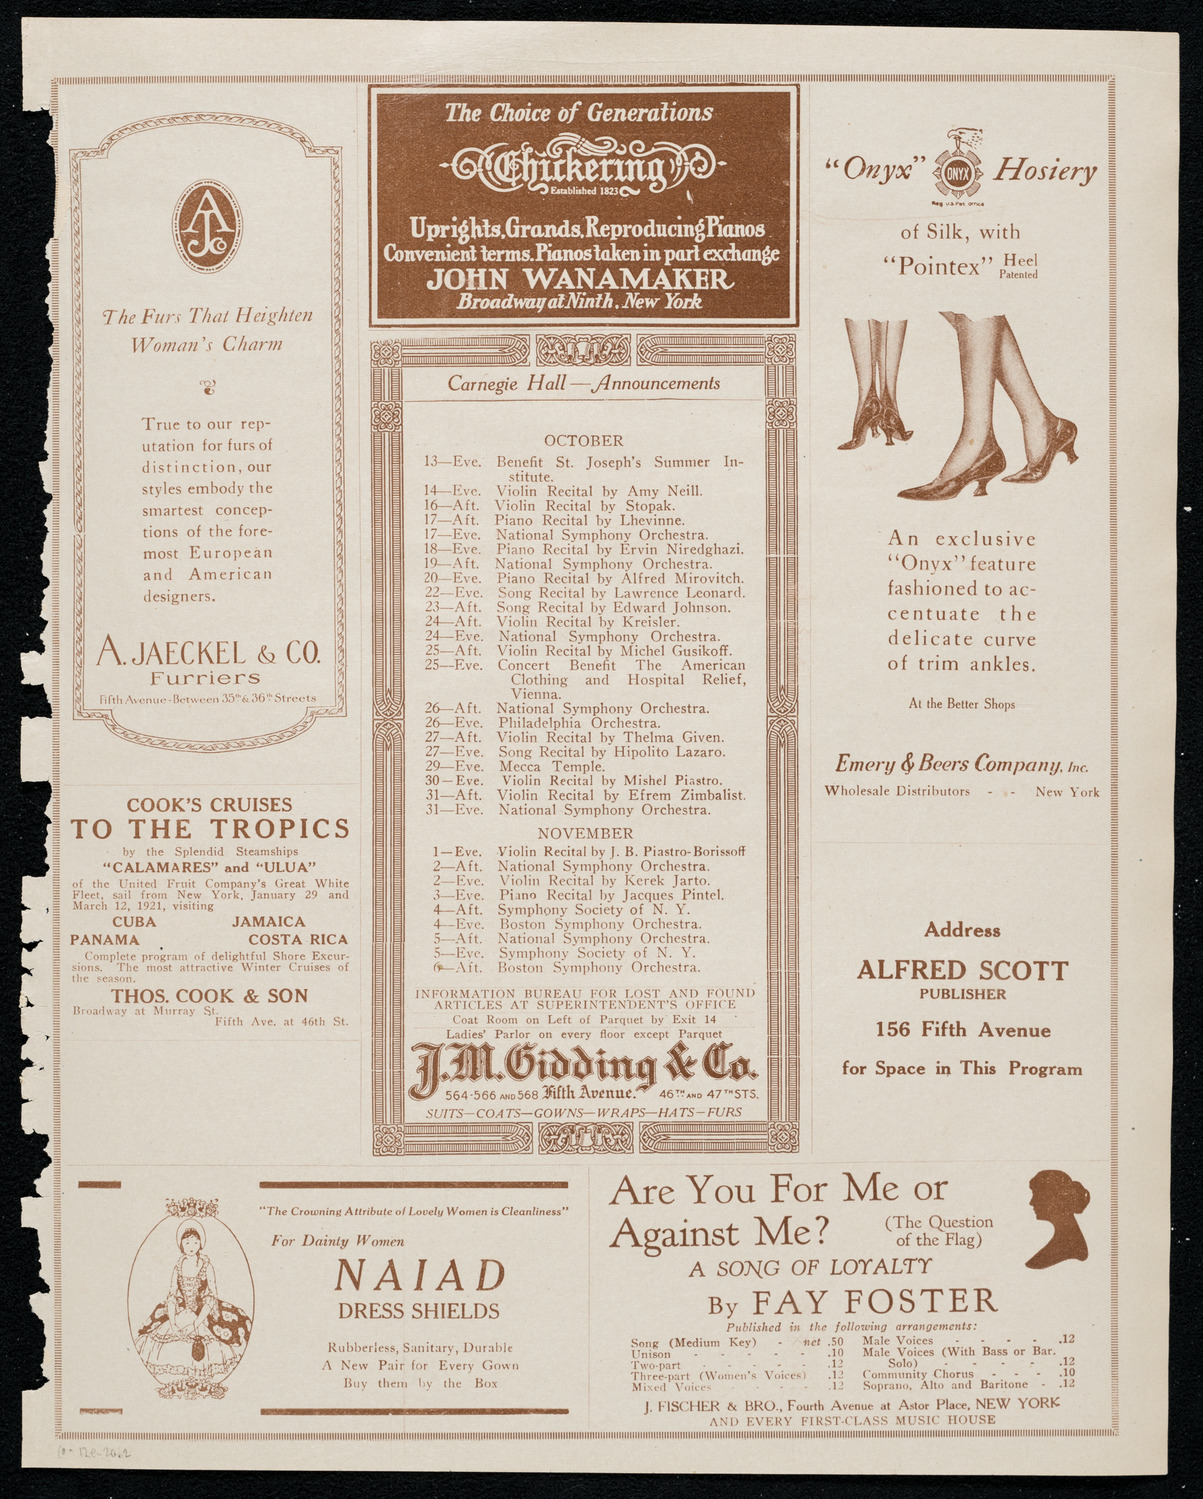 AJCo
The Furs That Heighten
Woman's Charm
True to our rep-
utation for furs of
distinction, our
styles embody the
smartest concep-
tions of the fore-
most European
and American
designers.
A. JAECKEL & CO.
Furriers
Fifth Avenue-Between 35th & 36th Streets
COOK'S CRUISES
TO THE TROPICS
by the Splendid Steamships
"CALAMARES" and "ULUA"
of the United Fruit Company's Great White
Fleet, sail from New York, January 29 and
March 12, 1921, visiting
CUBA JAMAICA
PANAMA COSTA RICA
Complete program of delightful Shore Excur-
sions. The most attractive Winter Cruises of
the season.
THOS. COOK & SON
Broadway at Murray St.
Fifth Ave. at 46th St.
The Choice of Generations
Chickering
Established 1823
Uprights, Grands, Reproducing Pianos
Convenient terms. Pianos taken in part exchange
JOHN WANAMAKER
Broadway at Ninth, New York
Carnegie Hall—Announcements
OCTOBER
13—Eve. Benefit St. Joseph's Summer In-
stitute.
14—Eve. Violin Recital by Amy Neill.
16—Aft. Violin Recital by Stopak.
17—Aft. Piano Recital by Lhevinne.
17—Eve. National Symphony Orchestra.
18—Eve. Piano Recital by Ervin Niredghazi.
19—Aft. National Symphony Orchestra.
20—Eve. Piano Recital by Alfred Mirovitch.
22—Eve. Song Recital by Lawrence Leonard.
23—Aft. Song Recital by Edward Johnson.
24—Aft. Violin Recital by Kreisler.
24—Eve. National Symphony Orchestra.
25—Aft. Violin Recital by Michel Gusikoff.
25—Eve. Concert Benefit The American
Clothing and Hospital Relief,
Vienna.
26—Aft. National Symphony Orchestra.
26—Eve. Philadelphia Orchestra.
27—Aft. Violin Recital by Thelma Given.
27—Eve. Song Recital by Hipolito Lazaro.
29—Eve. Mecca Temple.
30—Eve. Violin Recital by Mishel Piastro.
31—Aft. Violin Recital by Efrem Zimbalist.
31—Eve. National Symphony Orchestra.
NOVEMBER
1—Eve. Violin Recital by J. B. Piastro-Borissoff
2—Aft. National Symphony Orchestra.
2—Eve. Violin Recital by Kerek Jarto.
3—Eve. Piano Recital by Jacques Pintel.
4—Aft. Symphony Society of N. Y.
4—Eve. Boston Symphony Orchestra.
5—Aft. National Symphony Orchestra.
5—Eve. Symphony Society of N. Y.
6—Aft. Boston Symphony Orchestra.
INFORMATION BUREAU FOR LOST AND FOUND
ARTICLES AT SUPERINTENDENT'S OFFICE
Coat Room on Left of Parquet by Exit 14
Ladies' Parlor on every floor except Parquet
J.M. Gidding & Co.
564-566 AND 568 Fifth Avenue. 46TH AND 47TH STS.
SUITS—COATS—GOWNS—WRAPS—HATS—FURS
"Onyx" ONYX Hosiery
Reg U.S. Pat. Office
of Silk, with
"Pointex" Heel
Patented
An exclusive
"Onyx" feature
fashioned to ac-
centuate the
delicate curve
of trim ankles.
At the Better Shops
Emery & Beers Company, Inc.
Wholesale Distributors - - New York
Address
ALFRED SCOTT
PUBLISHER
156 Fifth Avenue
for Space in This Program
"The Crowning Attribute of Lovely Women is Cleanliness"
For Dainty Women
NAIAD
DRESS SHIELDS
Rubberless, Sanitary, Durable
A New Pair for Every Gown
Buy them by the Box
Are You For Me or
Against Me? (The Question
of the Flag)
A SONG OF LOYALTY
By FAY FOSTER
Published in the following arrangements:
Song (Medium Key) - net .50
Unison - - - - - .10
Two-part - - - - - .12
Three-part (Women's Voices) .12
Mixed Voices - - - .12
Male Voices - - - - .12
Male Voices (With Bass or Bar.
Solo) - - - - .12
Community Chorus - - - .10
Soprano, Alto and Baritone - .12
J. FISCHER & BRO., Fourth Avenue at Astor Place, NEW YORK
AND EVERY FIRST-CLASS MUSIC HOUSE